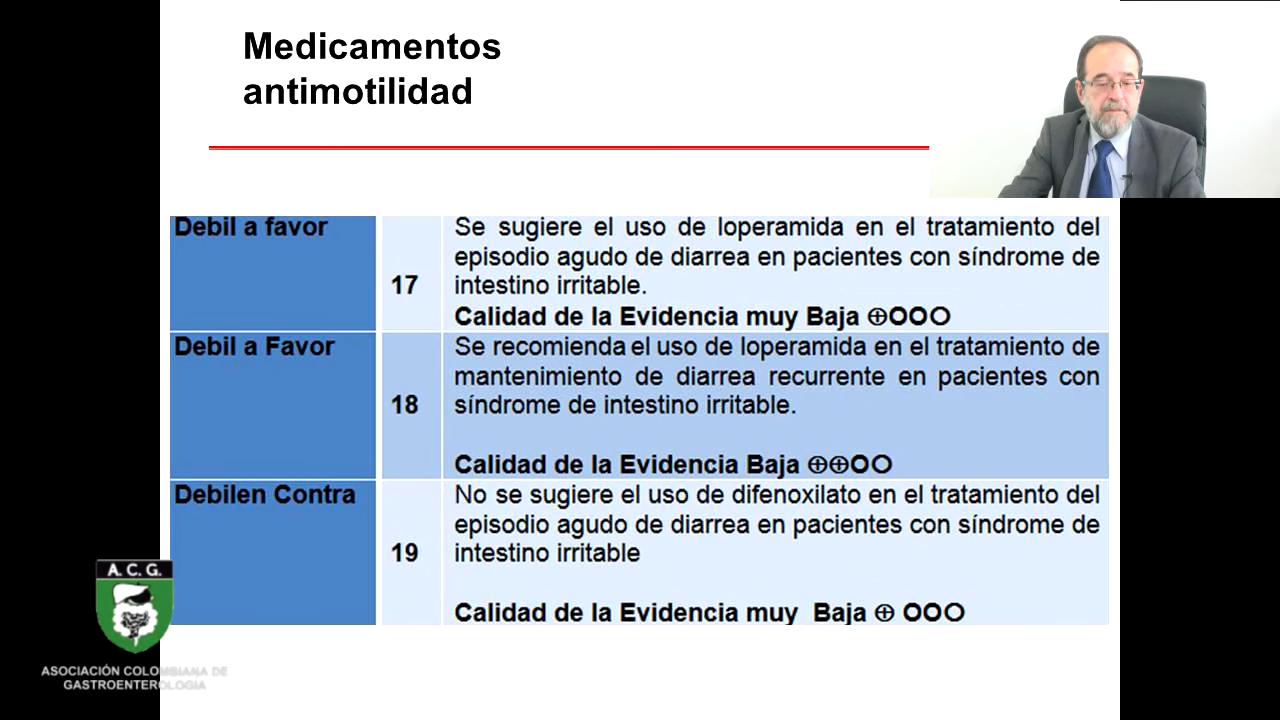 Medicamentos
antimotilidad
Debil a favor
17
Se sugiere el uso de loperamida en el tratamiento del
episodio agudo de diarrea en pacientes con síndrome de
intestino irritable.
Calidad de la Evidencia muy Baja ⊕OOO
Debil a Favor
18
Se recomienda el uso de loperamida en el tratamiento de
mantenimiento de diarrea recurrente en pacientes con
síndrome de intestino irritable.
Calidad de la Evidencia Baja ⊕⊕OO
Debilen Contra
19
No se sugiere el uso de difenoxilato en el tratamiento del
episodio agudo de diarrea en pacientes con síndrome de
intestino irritable
Calidad de la Evidencia muy Baja ⊕ OOO
A. C. G.
ASOCIACIÓN COLOMBIANA DE
GASTROENTEROLOGÍA